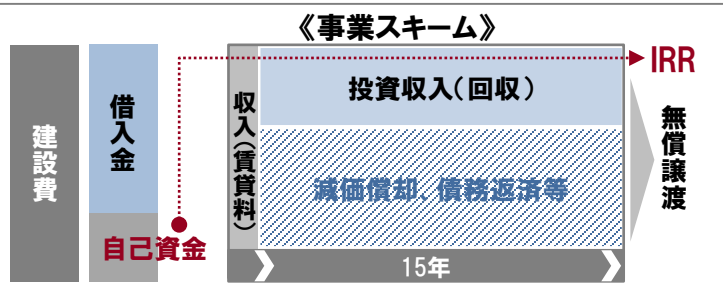 《事業スキーム》
建設費
借入金
自己資金
収入(賃貸料)
投資収入(回収)
減価償却、債務返済等
15年
IRR
無償譲渡